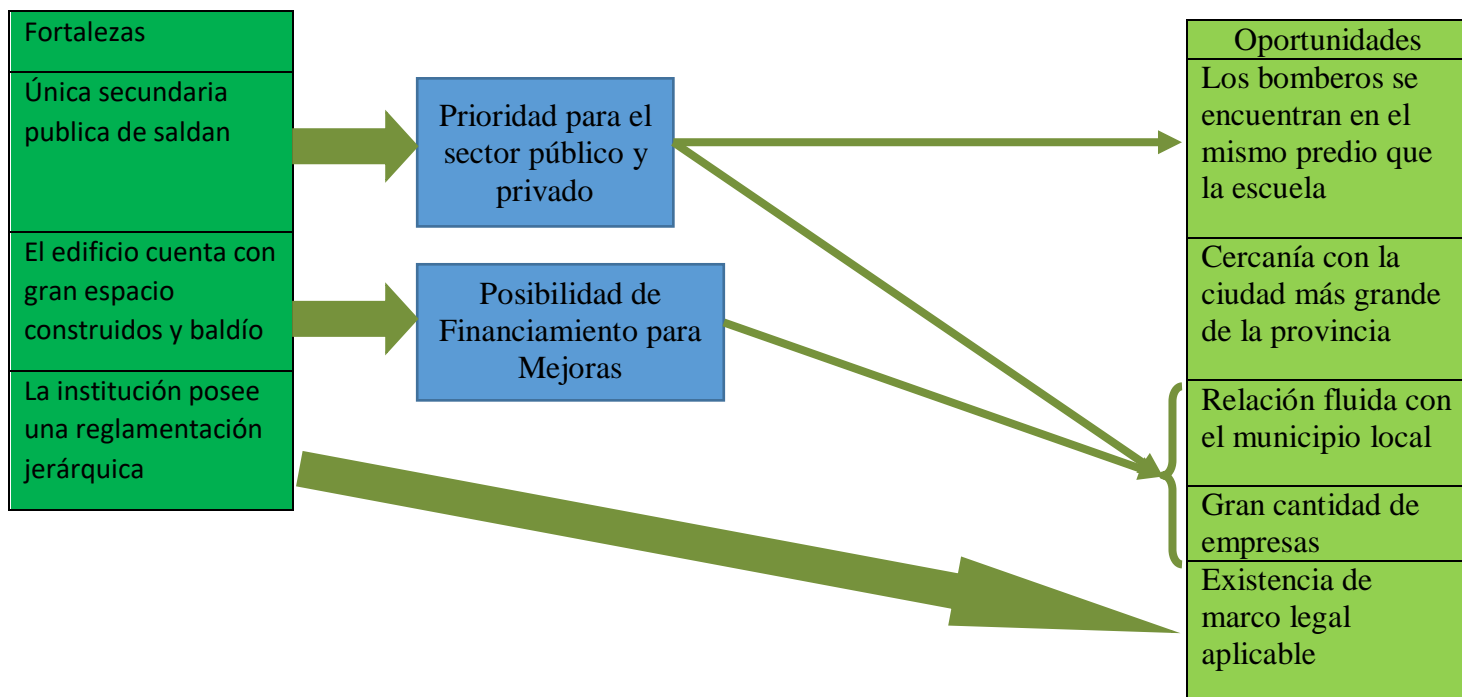 Fortalezas
Única secundaria
publica de saldan
El edificio cuenta con
gran espacio
construidos y baldío
La institución posee
una reglamentación
jerárquica
Prioridad para el
sector público y
privado
Posibilidad de
Financiamiento para
Mejoras
Oportunidades
Los bomberos se
encuentran en el
mismo predio que
la escuela
Cercanía con la
ciudad más grande
de la provincia
Relación fluida con
el municipio local
Gran cantidad de
empresas
Existencia de
marco legal
aplicable